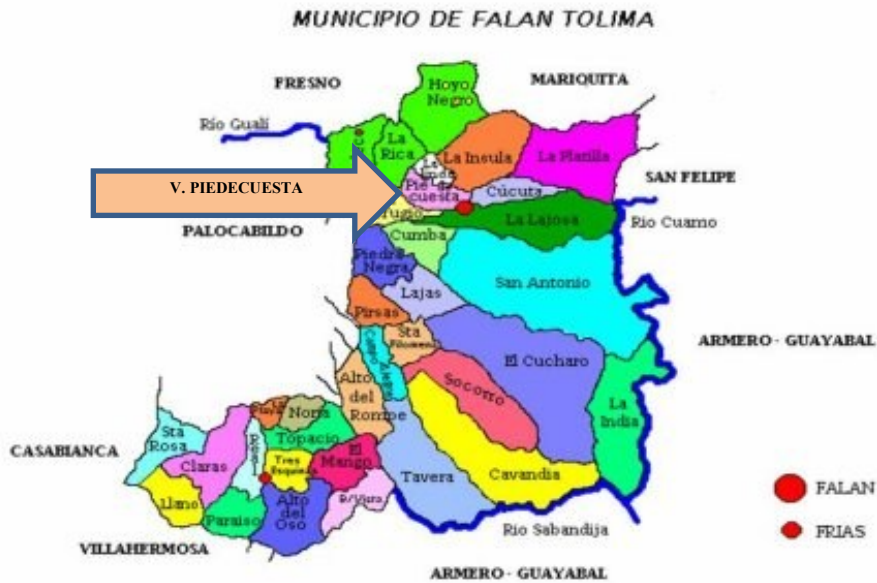 MUNICIPIO DE FALAN TOLIMA
FRESNO
MARIQUITA
Hoyo
Negro
Río Gualí
La
Rica
La Insula
La Platilla
V. PIEDECUESTA
Pie de
cuesta
Cúcuta
SAN FELIPE
PALOCABILDO
La Lajosa
Rio Cuamo
Cumba
Piedra
Negra
San Antonio
Lajas
Pirsas
Sta
Filomena
ARMERO - GUAYABAL
El Cucharo
Alto
del
Rompe
Socorro
La
India
Sta
Rosa
Noria
Topacio
CASABIANCA
Claras
Tres
Esquinas
El
Mango
Tavera
Cavandia
Llano
Paraiso
Alto
del
Oso
FALAN
FRIAS
VILLAHERMOSA
Rio Sabandija
ARMERO - GUAYABAL